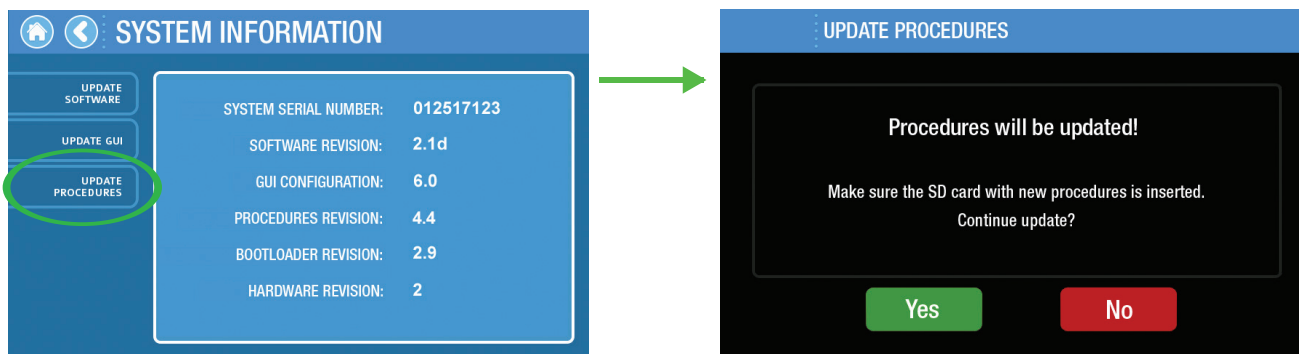 SYSTEM INFORMATION
UPDATE
SOFTWARE
UPDATE GUI
UPDATE
PROCEDURES
SYSTEM SERIAL NUMBER: 012517123
SOFTWARE REVISION: 2.1d
GUI CONFIGURATION: 6.0
PROCEDURES REVISION: 4.4
BOOTLOADER REVISION: 2.9
HARDWARE REVISION: 2
UPDATE PROCEDURES
Procedures will be updated!
Make sure the SD card with new procedures is inserted.
Continue update?
Yes
No